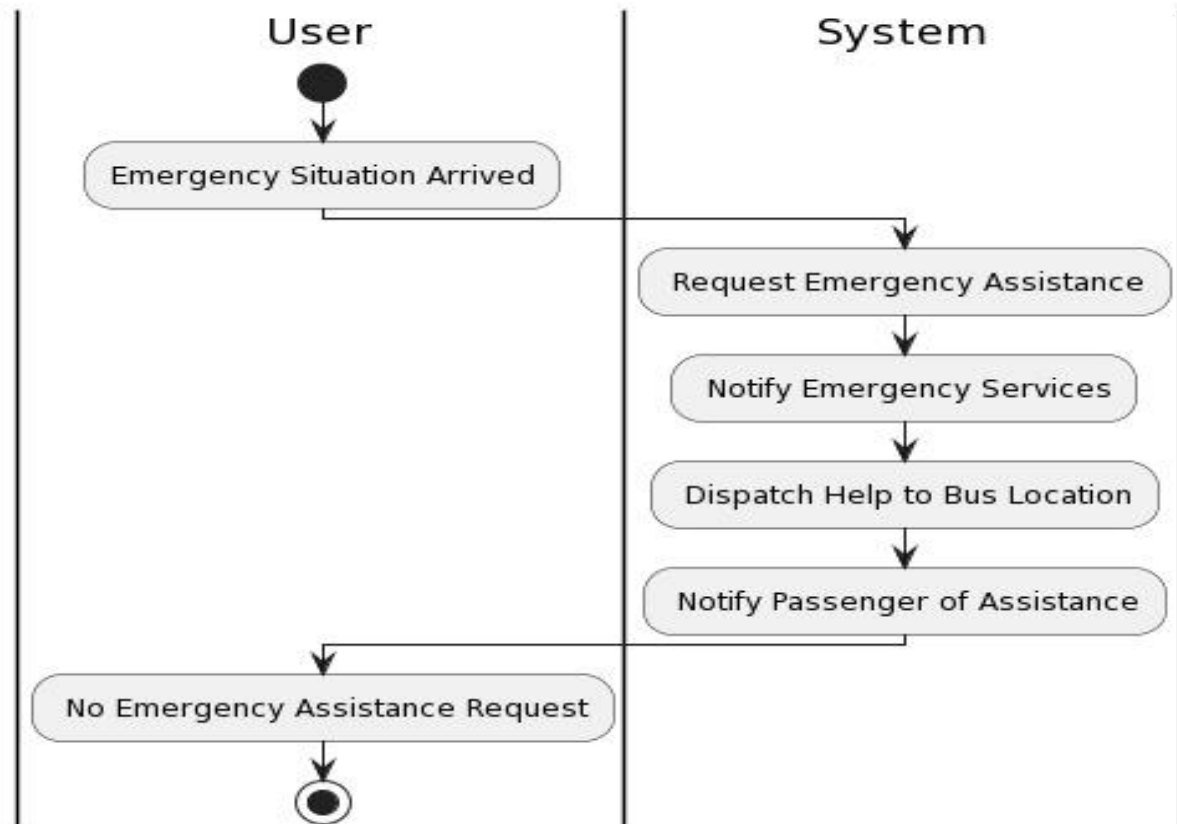 User
System
Emergency Situation Arrived
Request Emergency Assistance
Notify Emergency Services
Dispatch Help to Bus Location
Notify Passenger of Assistance
No Emergency Assistance Request